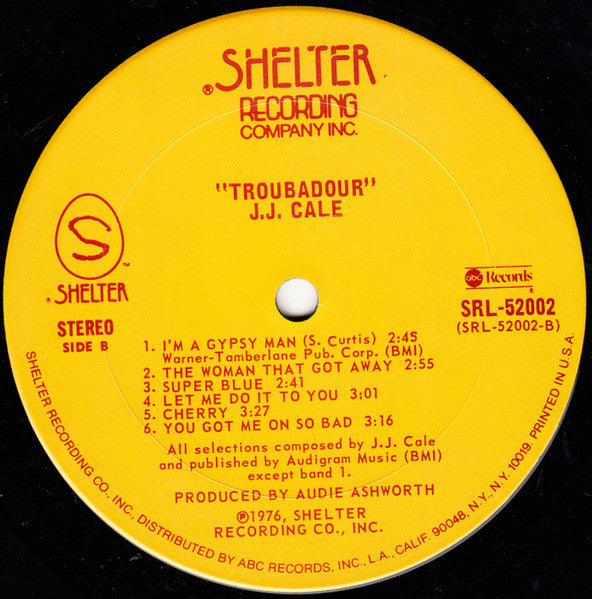 ®SHELTER
RECORDING
COMPANY INC.
"TROUBADOUR"
J.J. CALE
S
™
® SHELTER
abc Records
®
STEREO
SIDE B
SRL-52002
(SRL-52002-B)
1. I'M A GYPSY MAN (S. Curtis) 2:45
Warner-Tamberlane Pub. Corp. (BMI)
2. THE WOMAN THAT GOT AWAY 2:55
3. SUPER BLUE 2:41
4. LET ME DO IT TO YOU 3:01
5. CHERRY 3:27
6. YOU GOT ME ON SO BAD 3:16
All selections composed by J.J. Cale
and published by Audigram Music (BMI)
except band 1.
PRODUCED BY AUDIE ASHWORTH
℗1976, SHELTER
RECORDING CO., INC.
SHELTER RECORDING CO., INC., DISTRIBUTED BY ABC RECORDS, INC., L.A., CALIF. 90048, N.Y., N.Y. 10019. PRINTED IN U.S.A.